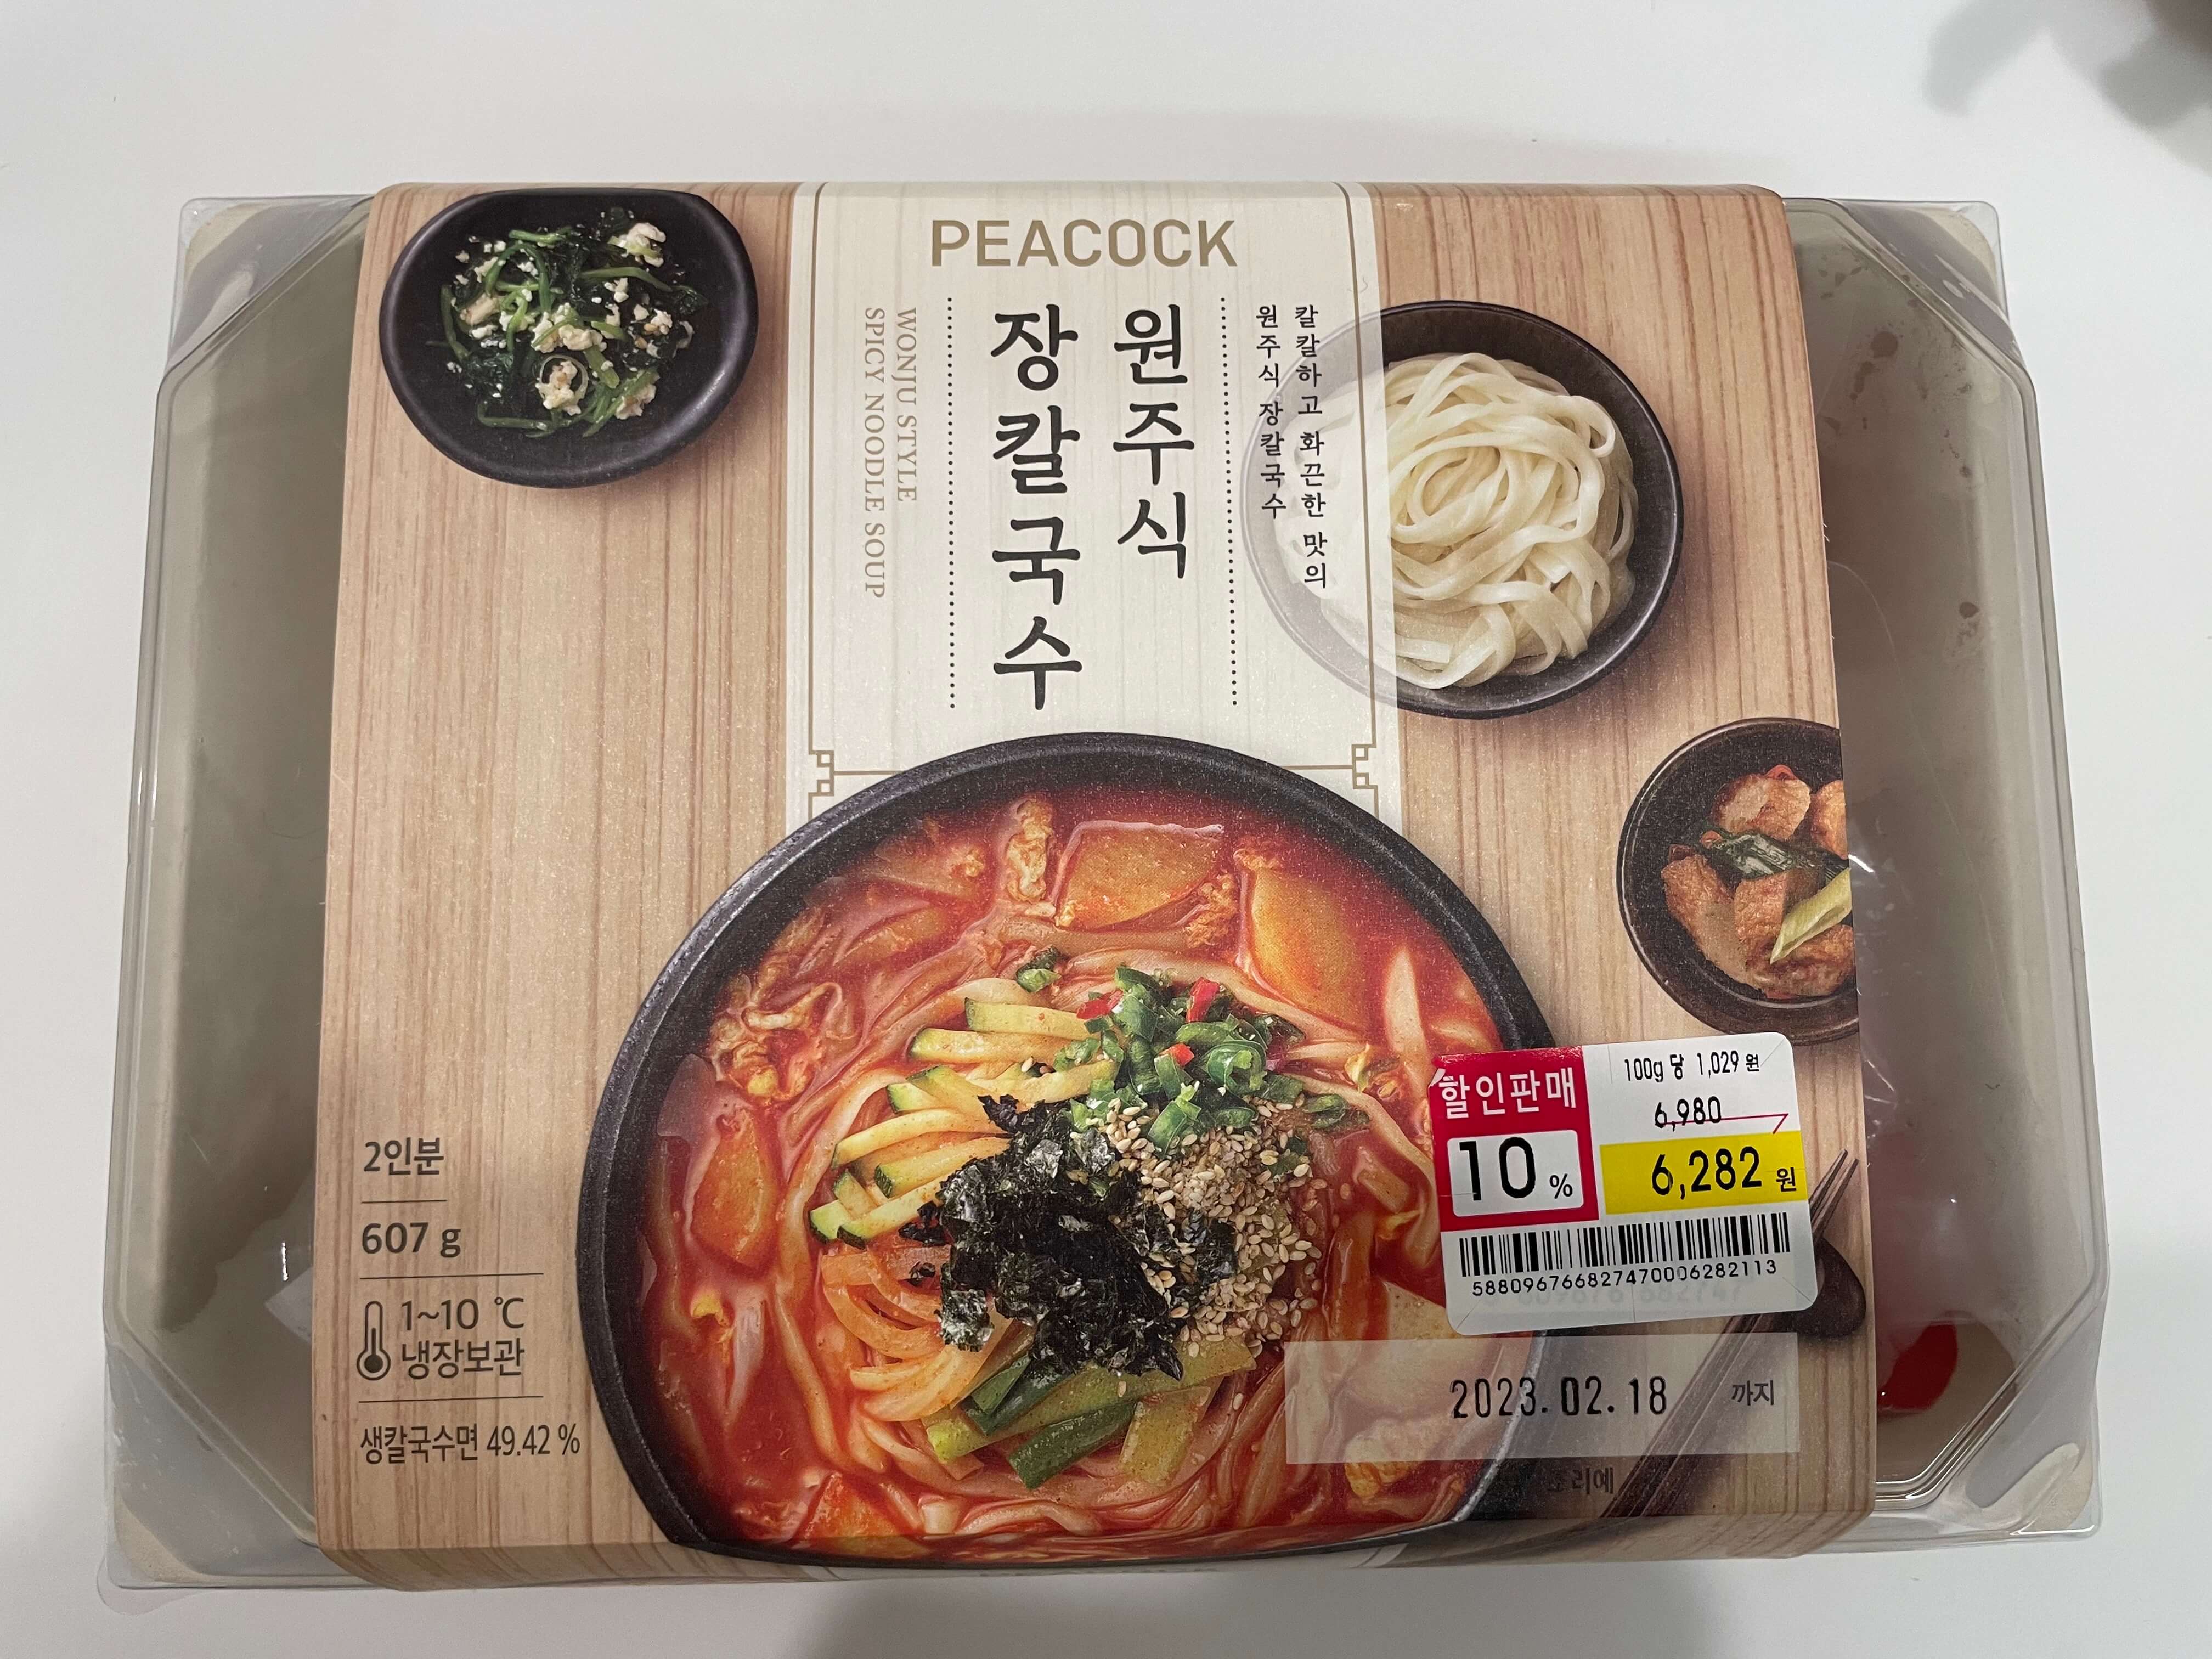 PEACOCK
칼칼하고 화끈한 맛의
원주식 장칼국수
원주식
장칼국수
WONJU STYLE
SPICY NOODLE SOUP
할인판매
10 %
100g 당 1,029 원
6,980
6,282 원
588096766827470006282113
2인분
607 g
1~10 ℃
냉장보관
생칼국수면 49.42 %
2023.02.18 까지
리예